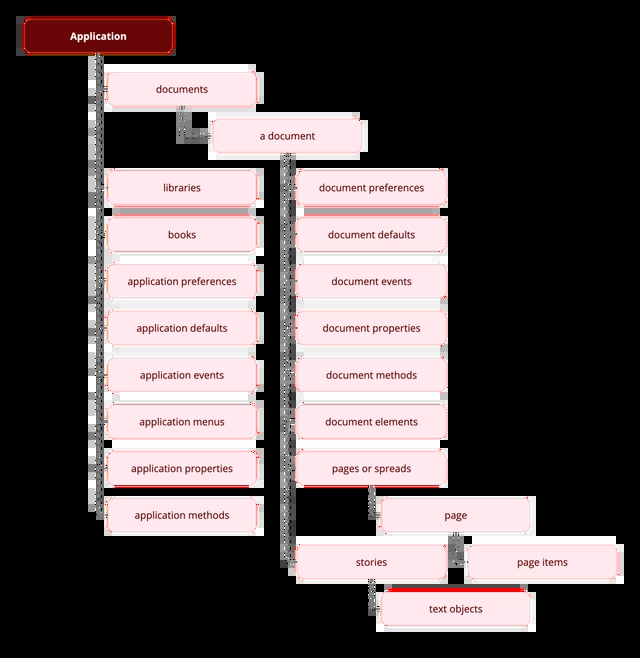 Application
documents
a document
libraries
document preferences
books
document defaults
application preferences
document events
application defaults
document properties
application events
document methods
application menus
document elements
application properties
pages or spreads
application methods
page
stories
page items
text objects